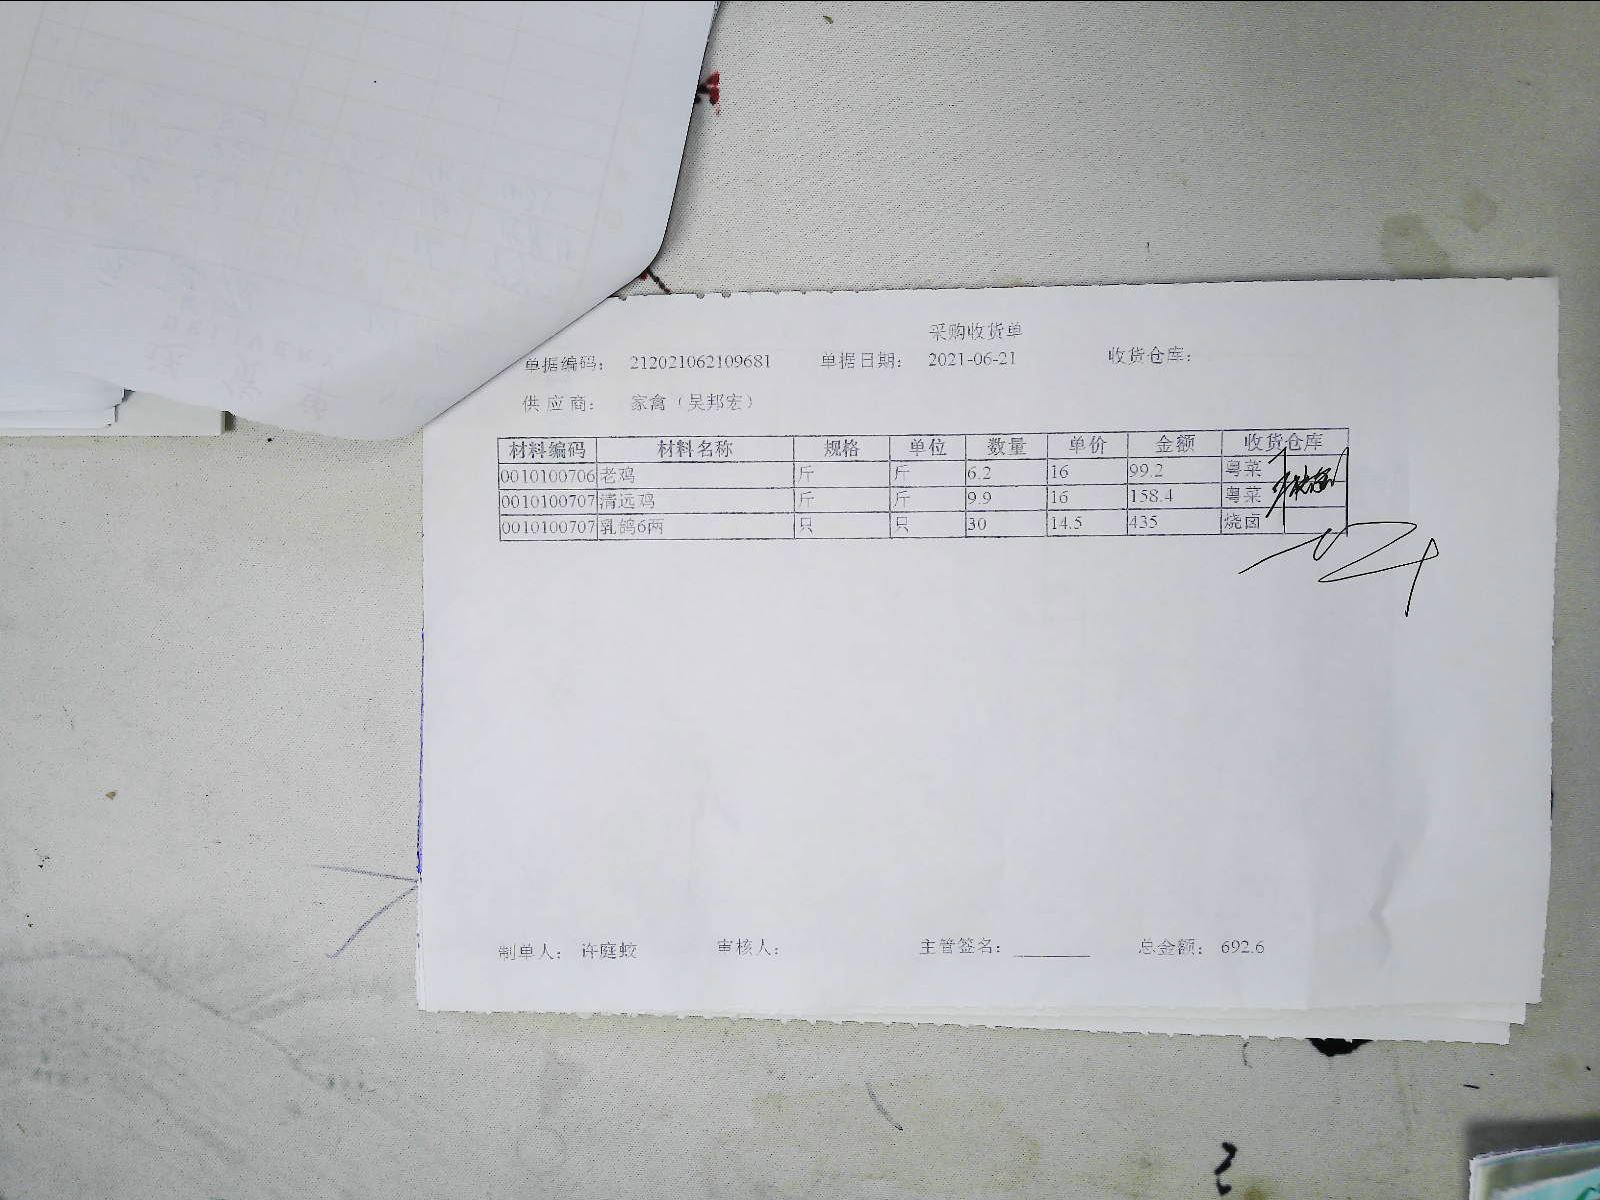 采购收货单
单据编码： 212021062109681 单据日期： 2021-06-21 收货仓库：
供应商： 家禽（吴邦宏）
材料编码 材料名称 规格 单位 数量 单价 金额 收货仓库
0010100706 老鸡 斤 斤 6.2 16 99.2 粤菜
0010100707 清远鸡 斤 斤 9.9 16 158.4 粤菜
0010100707 乳鸽6两 只 只 30 14.5 435 烧卤
制单人： 许庭蛟 审核人： 主管签名： 总金额： 692.6